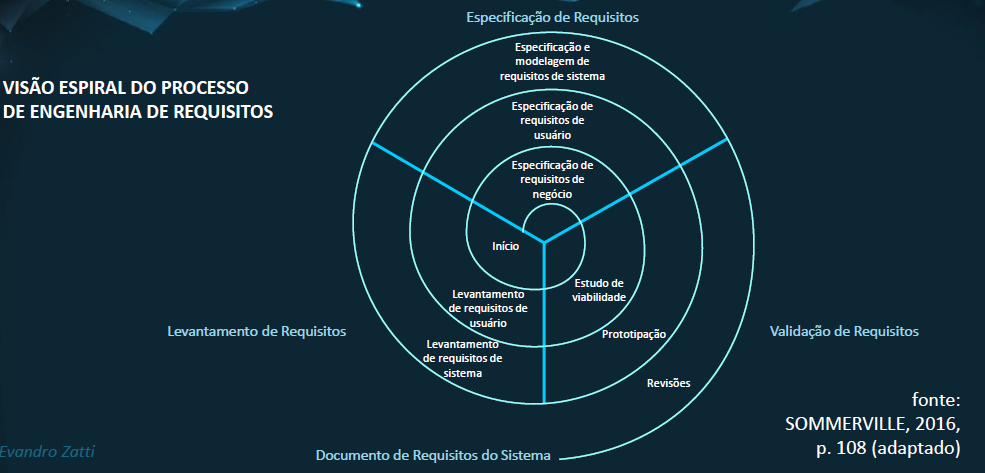 Especificação de Requisitos
VISÃO ESPIRAL DO PROCESSO
DE ENGENHARIA DE REQUISITOS
Especificação e
modelagem de
requisitos de sistema
Especificação de
requisitos de
usuário
Especificação de
requisitos de
negócio
Início
Estudo de
viabilidade
Levantamento
de requisitos de
usuário
Prototipação
Levantamento
de requisitos de
sistema
Revisões
Levantamento de Requisitos
Validação de Requisitos
fonte:
SOMMERVILLE, 2016,
p. 108 (adaptado)
Evandro Zatti
Documento de Requisitos do Sistema